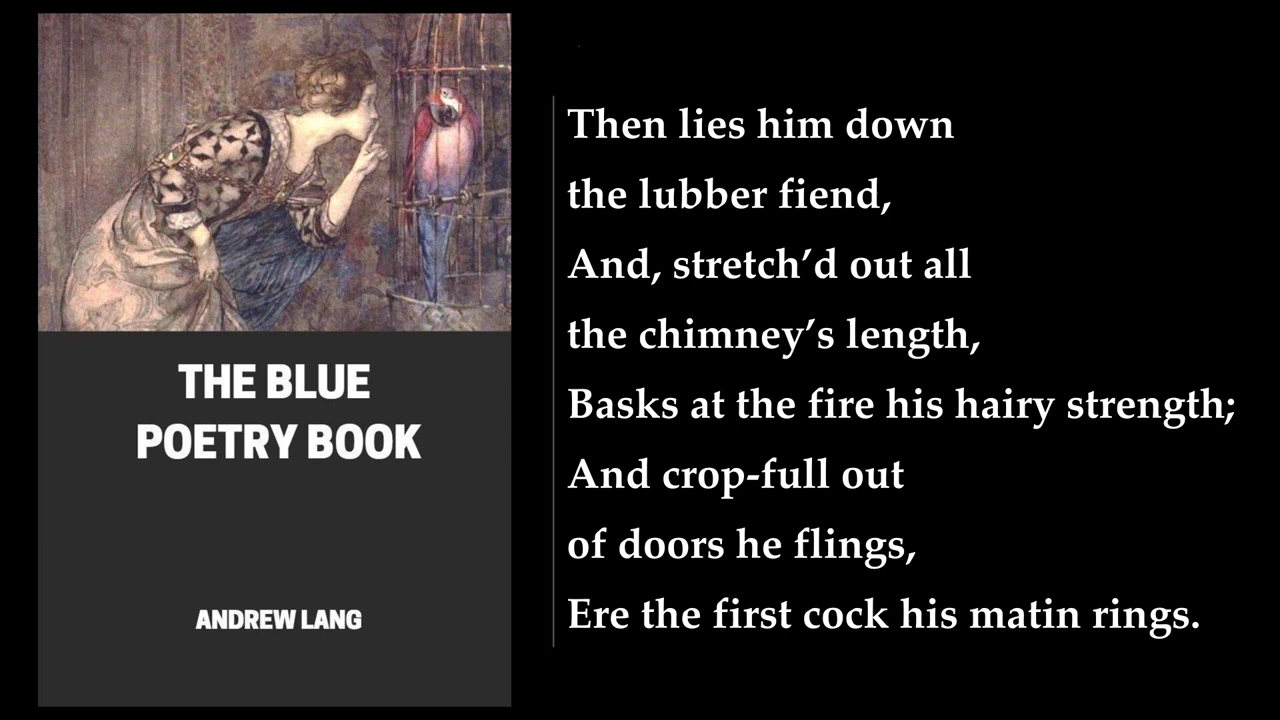 THE BLUE
POETRY BOOK
ANDREW LANG
Then lies him down
the lubber fiend,
And, stretch’d out all
the chimney’s length,
Basks at the fire his hairy strength;
And crop-full out
of doors he flings,
Ere the first cock his matin rings.